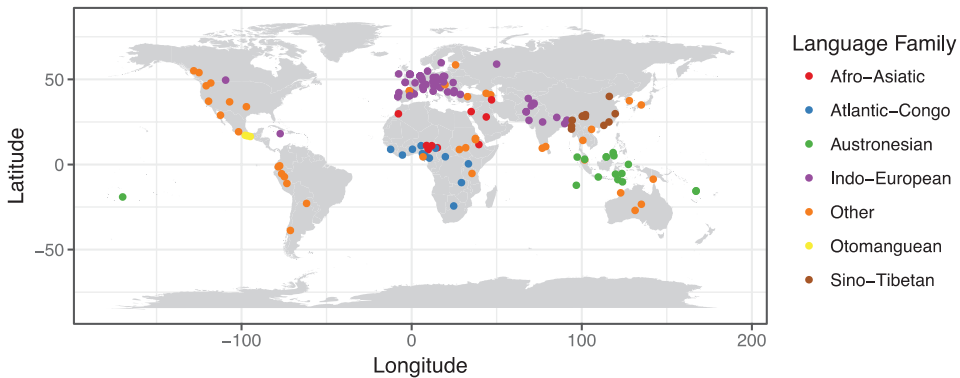 Latitude
50
0
−50
−100
0
100
200
Longitude
Language Family
Afro−Asiatic
Atlantic−Congo
Austronesian
Indo−European
Other
Otomanguean
Sino−Tibetan